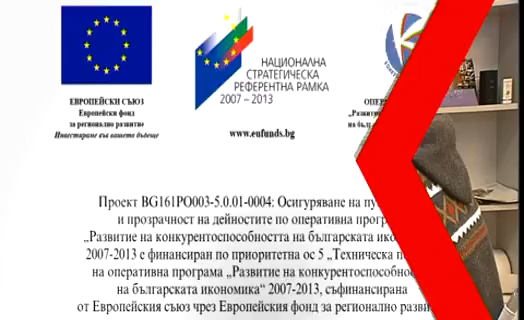 ЕВРОПЕЙСКИ СЪЮЗ
Европейски фонд
за регионално развитие
Инвестираме във вашето бъдеще
НАЦИОНАЛНА
СТРАТЕГИЧЕСКА
РЕФЕРЕНТНА РАМКА
2007 – 2013
www.eufunds.bg
Проект BG161PO003-5.0.01-0004: Осигуряване на
и прозрачност на дейностите по оперативна
„Развитие на конкурентоспособността на българската
2007-2013 е финансиран по приоритетна ос 5 „Техническа
на оперативна програма „Развитие на
на българската икономика“ 2007-2013, съфинансирана
от Европейския съюз чрез Европейския фонд за регионално